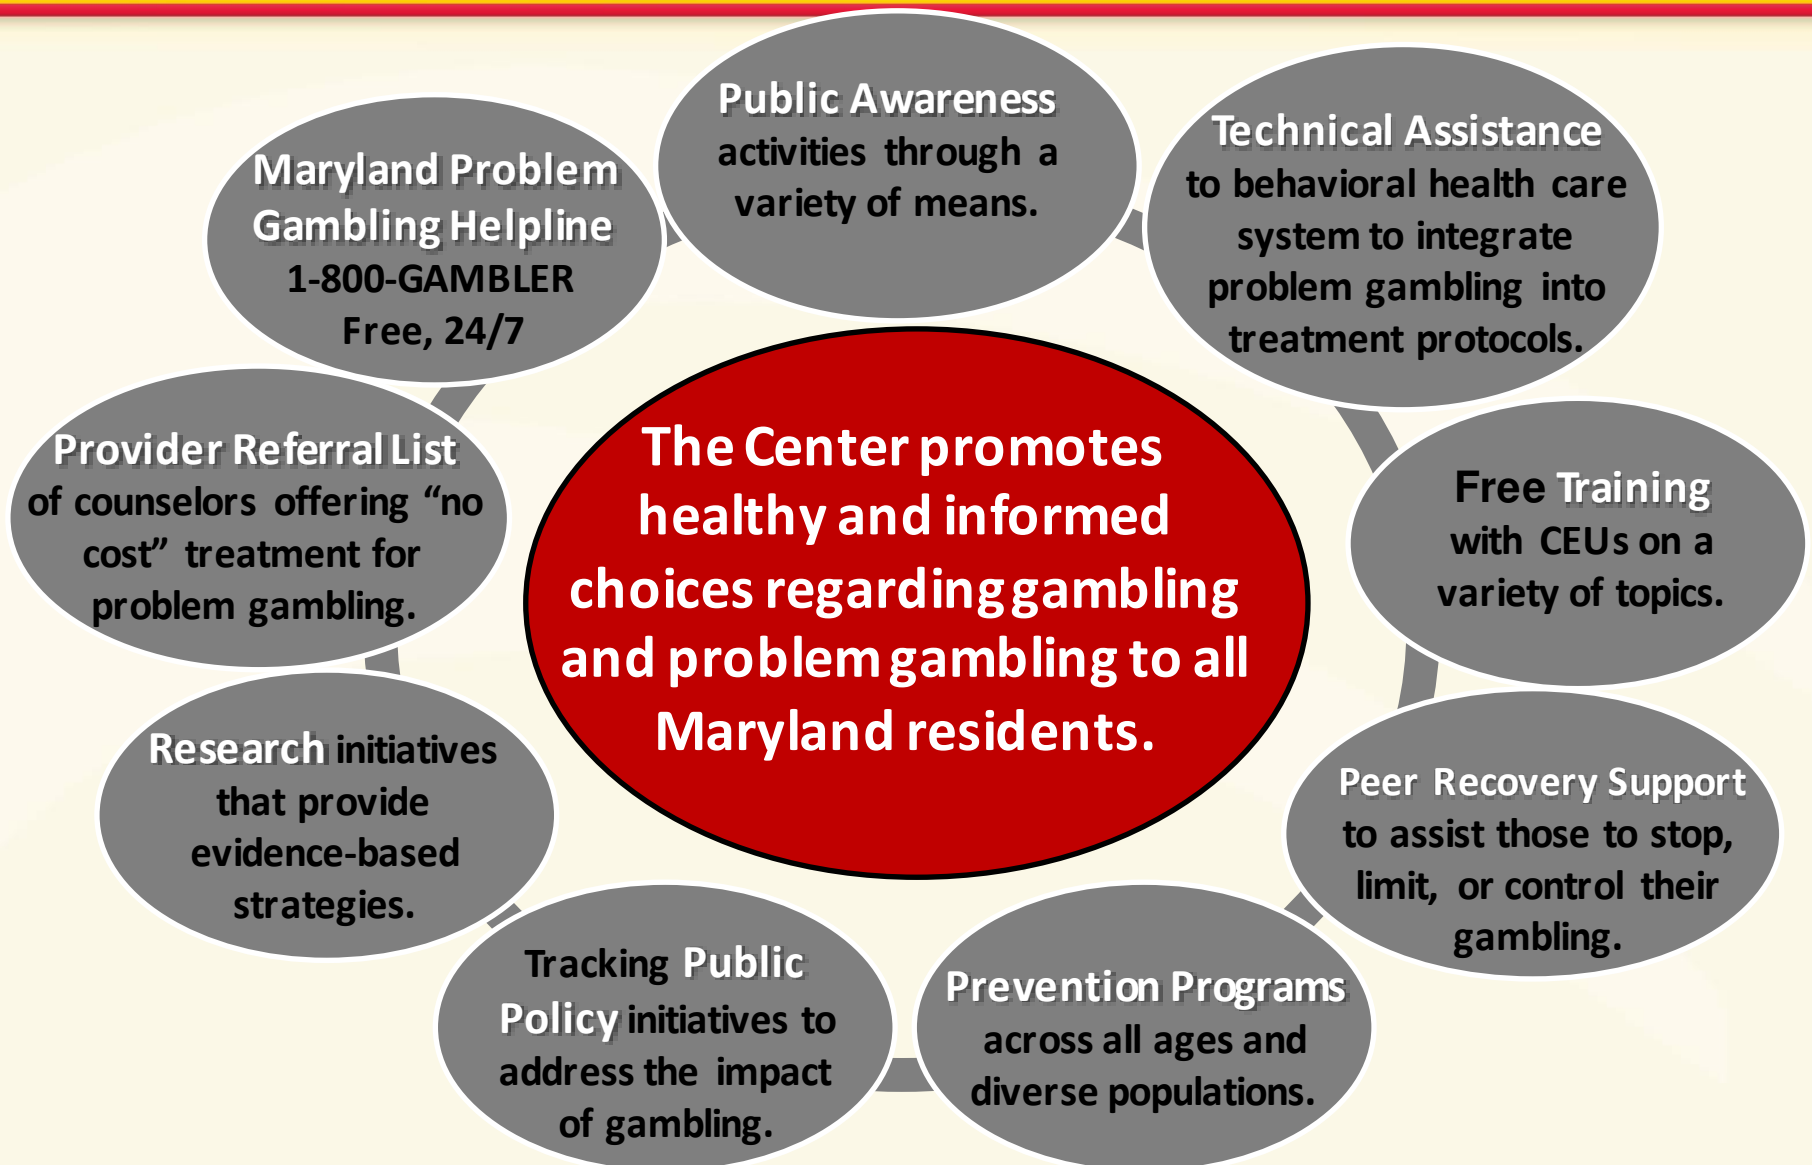 Public Awareness
activities through a
variety of means.
Technical Assistance
to behavioral health care
system to integrate
problem gambling into
treatment protocols.
Free Training
with CEUs on a
variety of topics.
Peer Recovery Support
to assist those to stop,
limit, or control their
gambling.
Prevention Programs
across all ages and
diverse populations.
Tracking Public
Policy initiatives to
address the impact
of gambling.
Research initiatives
that provide
evidence-based
strategies.
Provider Referral List
of counselors offering “no
cost” treatment for
problem gambling.
Maryland Problem
Gambling Helpline
1-800-GAMBLER
Free, 24/7
The Center promotes
healthy and informed
choices regarding gambling
and problem gambling to all
Maryland residents.